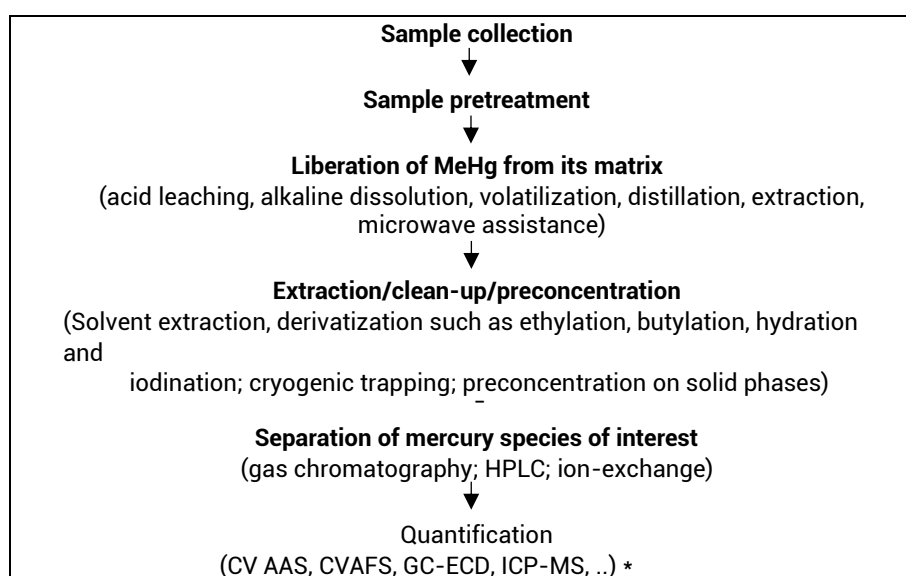 Sample collection
Sample pretreatment
Liberation of MeHg from its matrix
(acid leaching, alkaline dissolution, volatilization, distillation, extraction,
microwave assistance)
Extraction/clean-up/preconcentration
(Solvent extraction, derivatization such as ethylation, butylation, hydration
and
iodination; cryogenic trapping; preconcentration on solid phases)
Separation of mercury species of interest
(gas chromatography; HPLC; ion-exchange)
Quantification
(CV AAS, CVAFS, GC-ECD, ICP-MS, ..) *